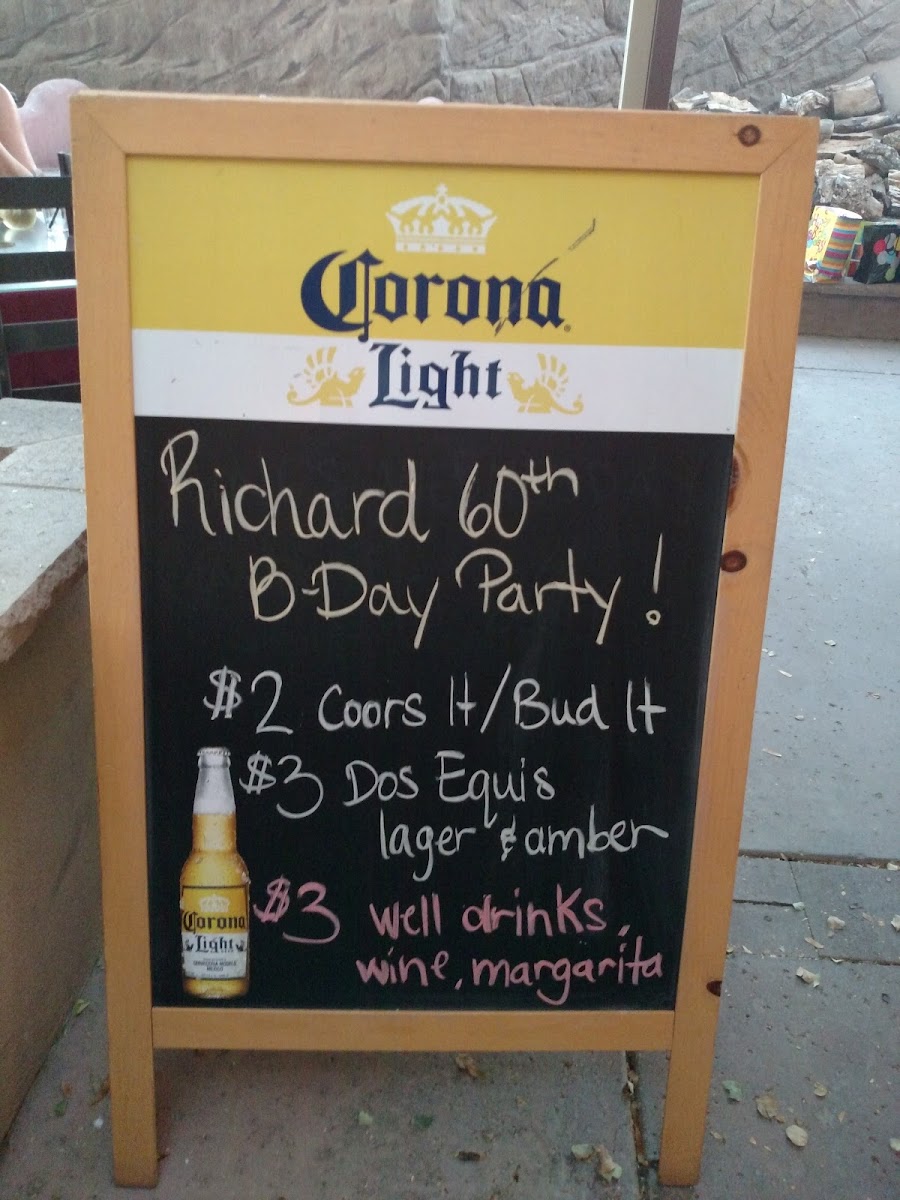 Corona
Light
Richard 60th
B-Day Party!
$2 Coors lt/Bud lt
$3 Dos Equis
lager & amber
$3 well drinks,
wine, margarita
Corona
Light